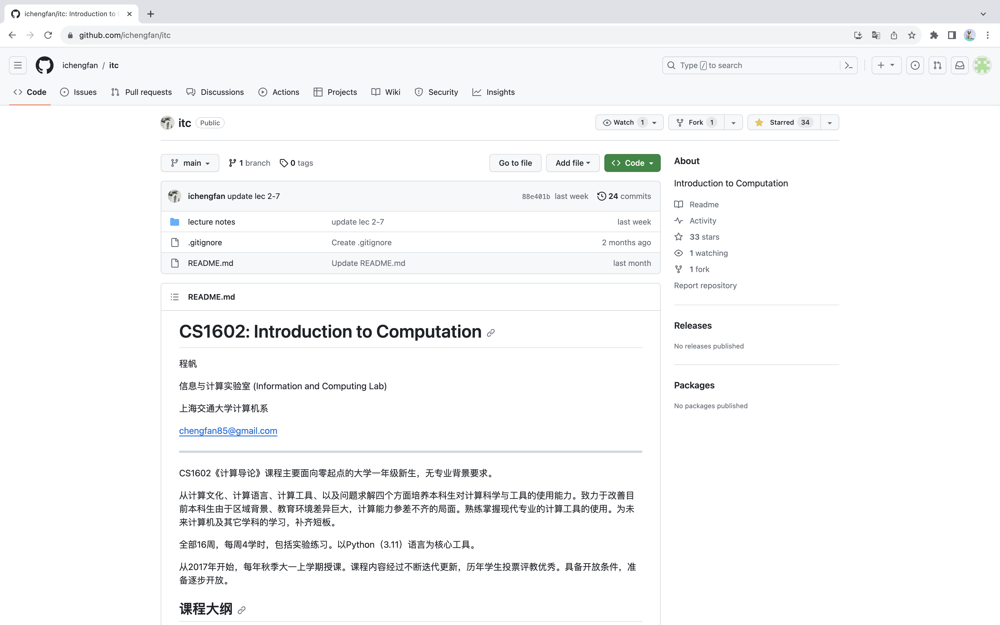 ichengfan/itc: Introduction to
github.com/ichengfan/itc
ichengfan / itc
Type / to search
Code
Issues
Pull requests
Discussions
Actions
Projects
Wiki
Security
Insights
itc Public
Watch 1
Fork 1
Starred 34
main
1 branch
0 tags
Go to file
Add file
Code
ichengfan update lec 2-7 88e401b last week 24 commits
lecture notes update lec 2-7 last week
.gitignore Create .gitignore 2 months ago
README.md Update README.md last month
README.md
CS1602: Introduction to Computation
程帆
信息与计算实验室 (Information and Computing Lab)
上海交通大学计算机系
chengfan85@gmail.com
CS1602《计算导论》课程主要面向零起点的大学一年级新生，无专业背景要求。
从计算文化、计算语言、计算工具、以及问题求解四个方面培养本科生对计算科学与工具的使用能力。致力于改善目
前本科生由于区域背景、教育环境差异巨大，计算能力参差不齐的局面。熟练掌握现代专业的计算工具的使用。为未
来计算机及其它学科的学习，补齐短板。
全部16周，每周4学时，包括实验练习。以Python（3.11）语言为核心工具。
从2017年开始，每年秋季大一上学期授课。课程内容经过不断迭代更新，历年学生投票评教优秀。具备开放条件，准
备逐步开放。
课程大纲
About
Introduction to Computation
Readme
Activity
33 stars
1 watching
1 fork
Report repository
Releases
No releases published
Packages
No packages published